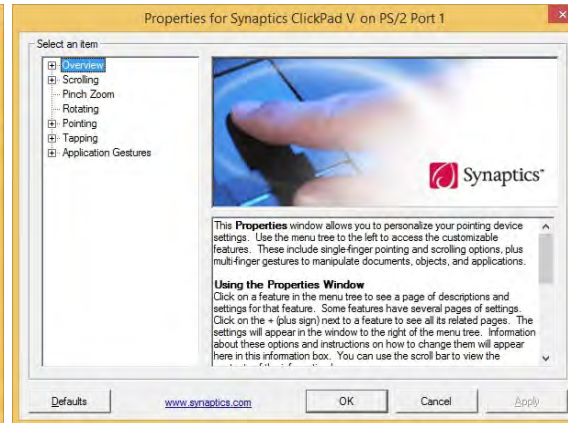 Properties for Synaptics ClickPad V on PS/2 Port 1
x
Select an item
Overview
Scrolling
Pinch Zoom
Rotating
Pointing
Tapping
Application Gestures
Synaptics™
This Properties window allows you to personalize your pointing device
settings. Use the menu tree to the left to access the customizable
features. These include single-finger pointing and scrolling options, plus
multi-finger gestures to manipulate documents, objects, and applications.
Using the Properties Window
Click on a feature in the menu tree to see a page of descriptions and
settings for that feature. Some features have several pages of settings.
Click on the + (plus sign) next to a feature to see all its related pages. The
settings will appear in the window to the right of the menu tree. Information
about these options and instructions on how to change them will appear
here in this information box. You can use the scroll bar to view the
Defaults
www.synaptics.com
OK
Cancel
Apply